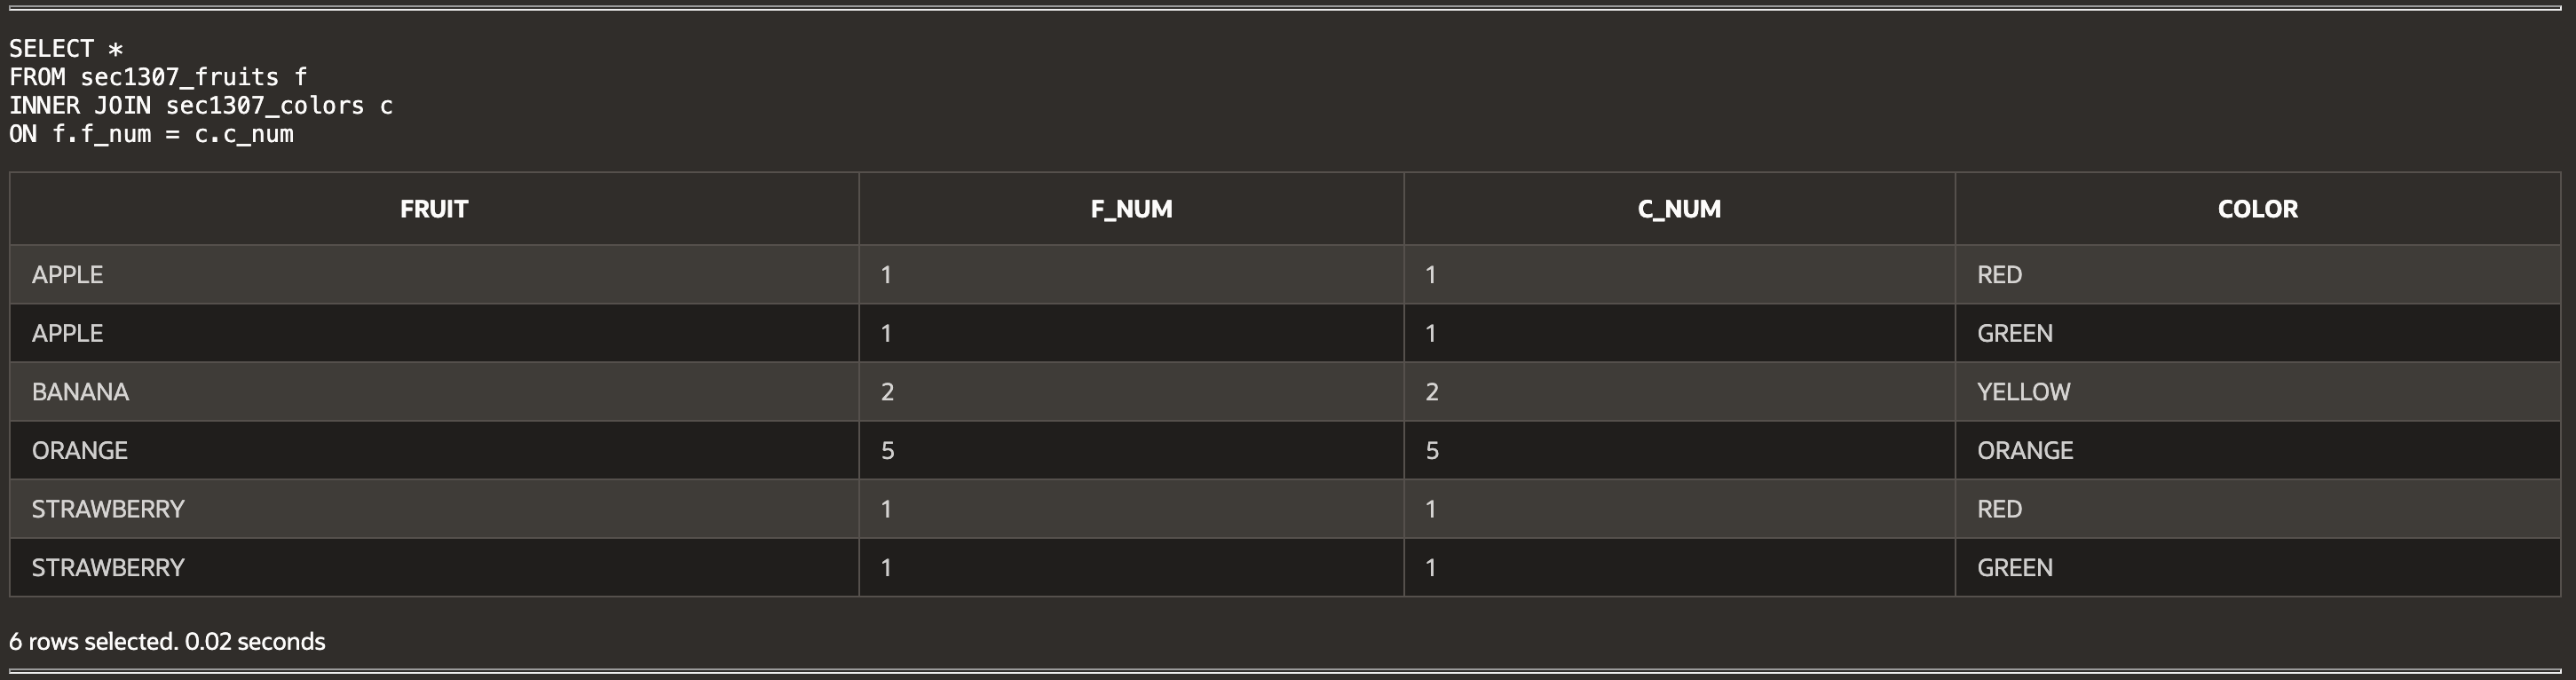 SELECT *
FROM sec1307_fruits f
INNER JOIN sec1307_colors c
ON f.f_num = c.c_num
FRUIT F_NUM C_NUM COLOR
APPLE 1 1 RED
APPLE 1 1 GREEN
BANANA 2 2 YELLOW
ORANGE 5 5 ORANGE
STRAWBERRY 1 1 RED
STRAWBERRY 1 1 GREEN
6 rows selected. 0.02 seconds